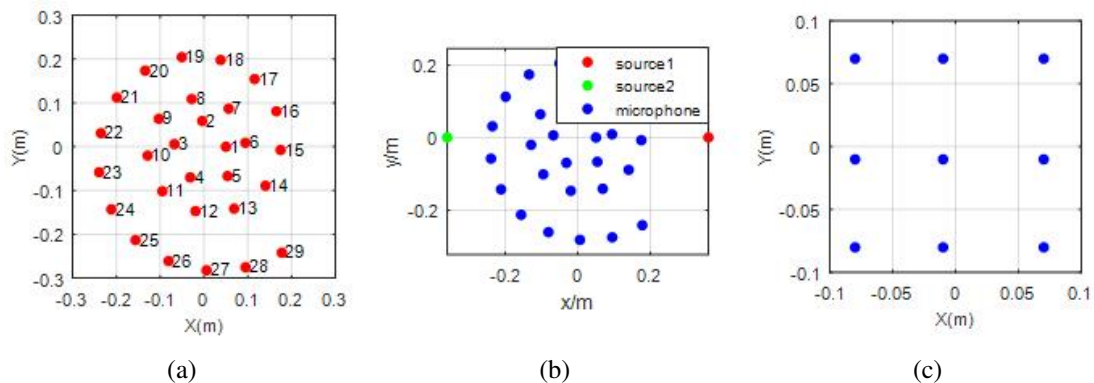 0.3
0.2
0.1
0
-0.1
-0.2
-0.3
Y(m)
19
18
20
17
21
8
7
16
9
2
22
3
1
6
15
10
23
4
5
14
11
24
12
13
25
26
27
28
29
-0.3 -0.2 -0.1 0 0.1 0.2 0.3
X(m)
(a)
0.2
0
-0.2
y/m
source1
source2
microphone
-0.2 0 0.2
x/m
(b)
0.1
0.05
0
-0.05
-0.1
Y(m)
-0.1 -0.05 0 0.05 0.1
X(m)
(c)